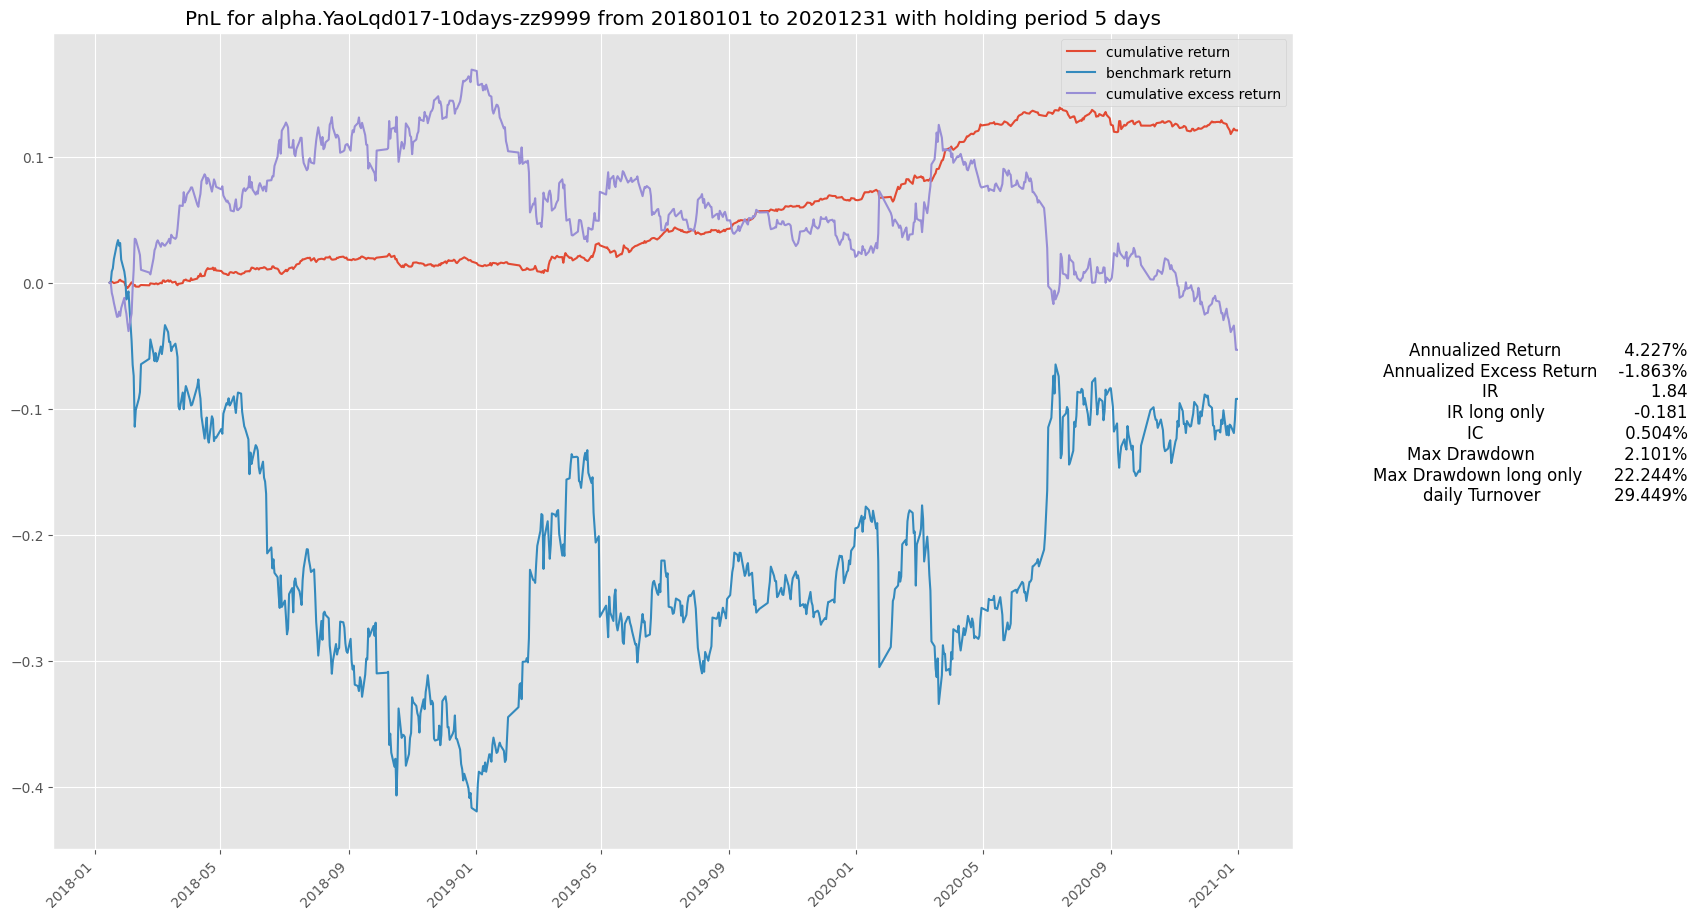 PnL for alpha.YaoLqd017-10days-zz9999 from 20180101 to 20201231 with holding period 5 days
cumulative return
benchmark return
cumulative excess return
0.1
0.0
−0.1
−0.2
−0.3
−0.4
2018-01
2018-05
2018-09
2019-01
2019-05
2019-09
2020-01
2020-05
2020-09
2021-01
Annualized Return 4.227%
Annualized Excess Return -1.863%
IR 1.84
IR long only -0.181
IC 0.504%
Max Drawdown 2.101%
Max Drawdown long only 22.244%
daily Turnover 29.449%